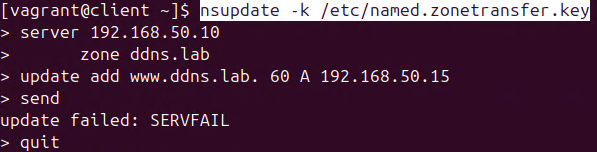 [vagrant@client ~]$ nsupdate -k /etc/named.zonetransfer.key
> server 192.168.50.10
>       zone ddns.lab
> update add www.ddns.lab. 60 A 192.168.50.15
> send
update failed: SERVFAIL
> quit